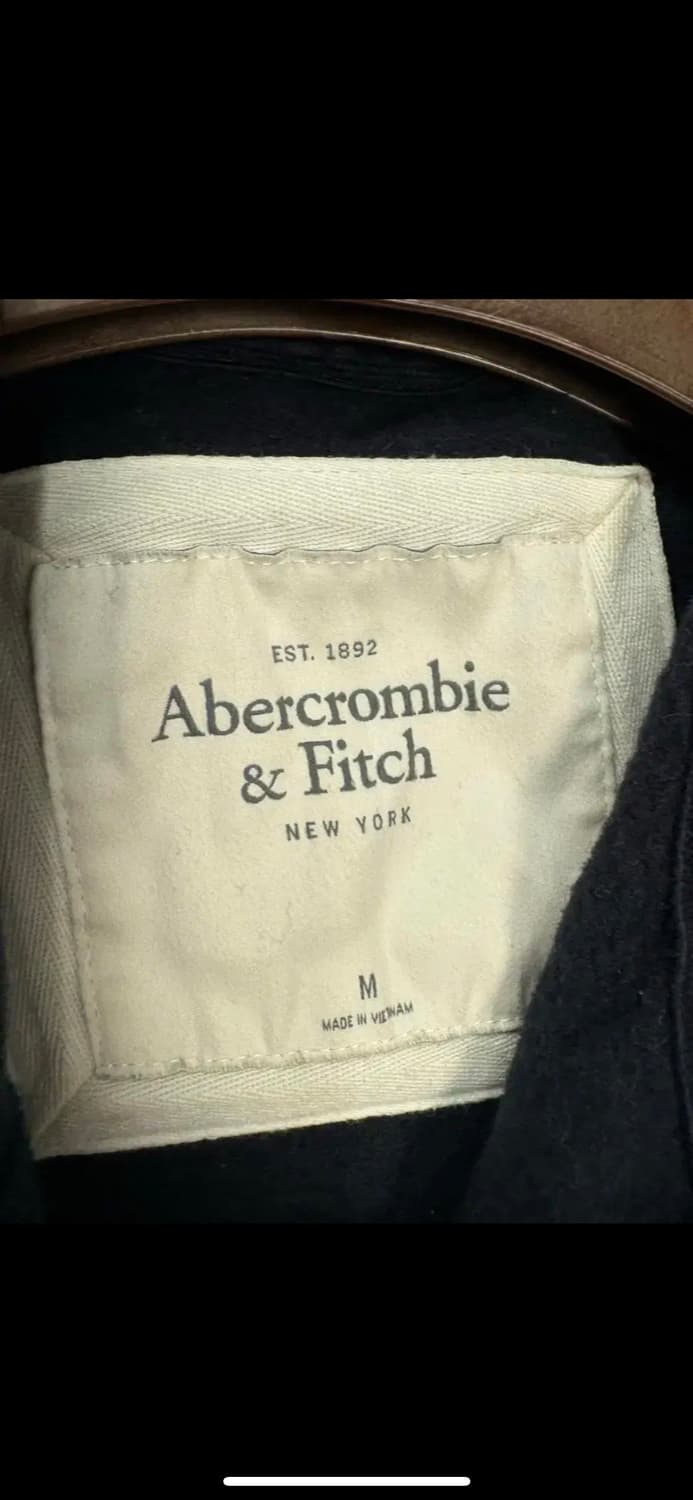 EST. 1892
Abercrombie
& Fitch
NEW YORK
M
MADE IN VIETNAM